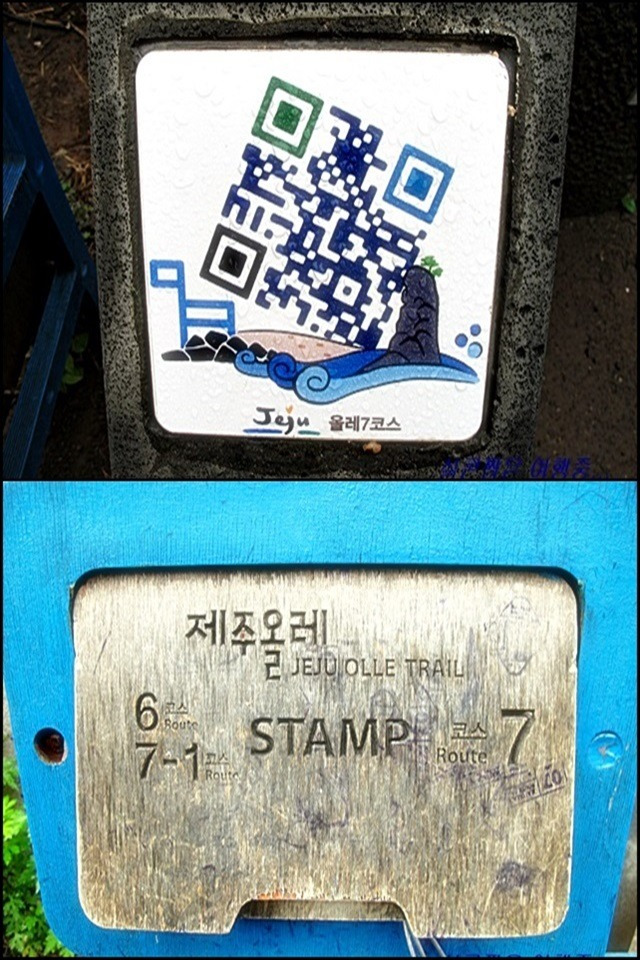 Jeju 올레7코스
제주올레
JEJU OLLE TRAIL
6 코스 Route
7-1 코스 Route
STAMP
코스 Route 7